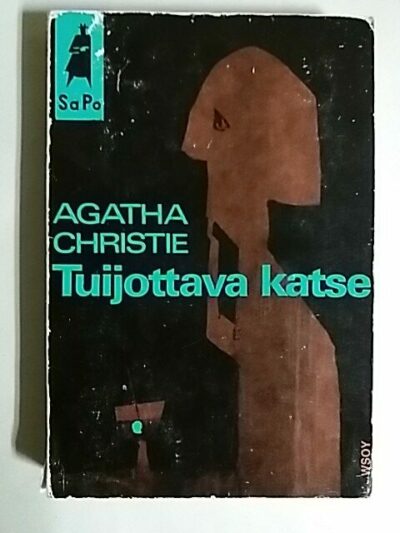 SaPo
AGATHA
CHRISTIE
Tuijottava katse
WSOY